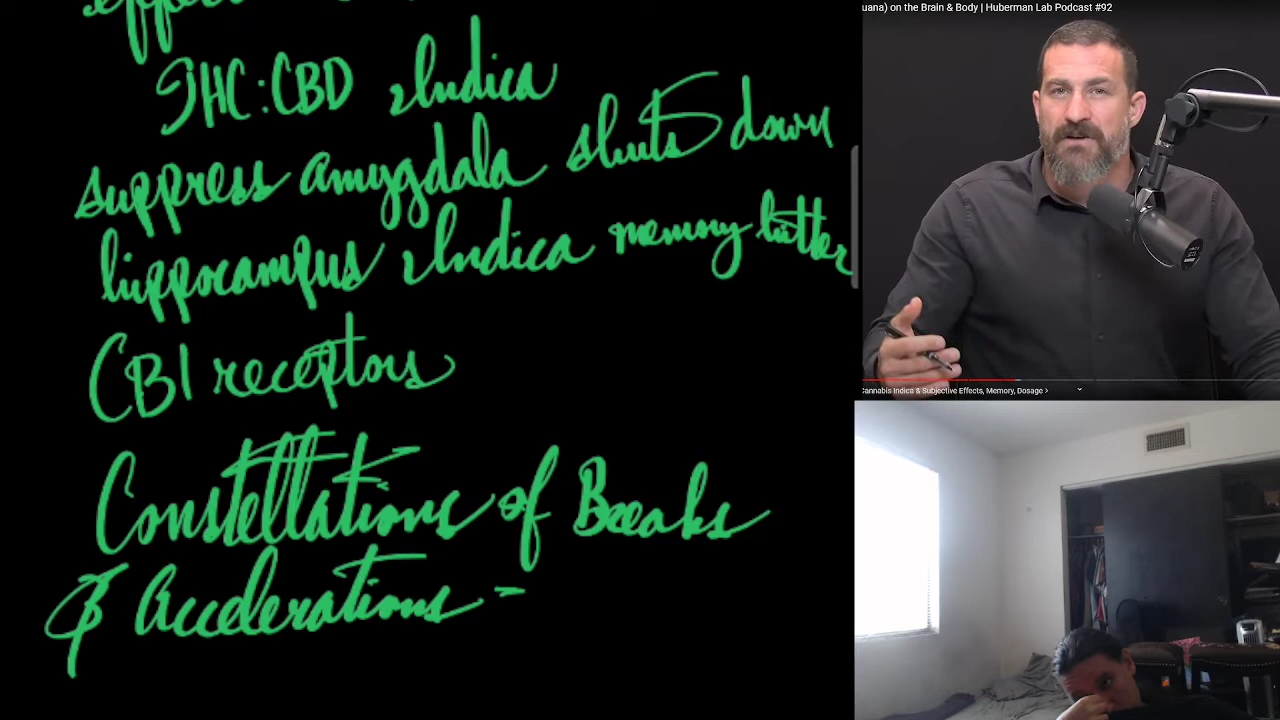 THC:CBD Indica
suppress amygdala shuts down
hippocampus Indica memory
CB1 receptors
Constellations of Breaks
& Accelerations -
uana) on the Brain & Body | Huberman Lab Podcast #92
Cannabis Indica & Subjective Effects, Memory, Dosage >